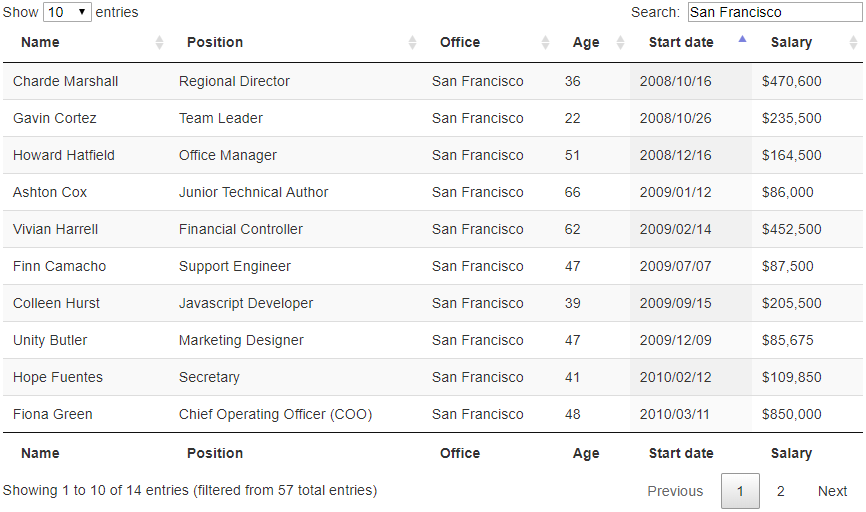 Show 10 entries Search: San Francisco
Name Position Office Age Start date Salary
Charde Marshall Regional Director San Francisco 36 2008/10/16 $470,600
Gavin Cortez Team Leader San Francisco 22 2008/10/26 $235,500
Howard Hatfield Office Manager San Francisco 51 2008/12/16 $164,500
Ashton Cox Junior Technical Author San Francisco 66 2009/01/12 $86,000
Vivian Harrell Financial Controller San Francisco 62 2009/02/14 $452,500
Finn Camacho Support Engineer San Francisco 47 2009/07/07 $87,500
Colleen Hurst Javascript Developer San Francisco 39 2009/09/15 $205,500
Unity Butler Marketing Designer San Francisco 47 2009/12/09 $85,675
Hope Fuentes Secretary San Francisco 41 2010/02/12 $109,850
Fiona Green Chief Operating Officer (COO) San Francisco 48 2010/03/11 $850,000
Name Position Office Age Start date Salary
Showing 1 to 10 of 14 entries (filtered from 57 total entries) Previous 1 2 Next